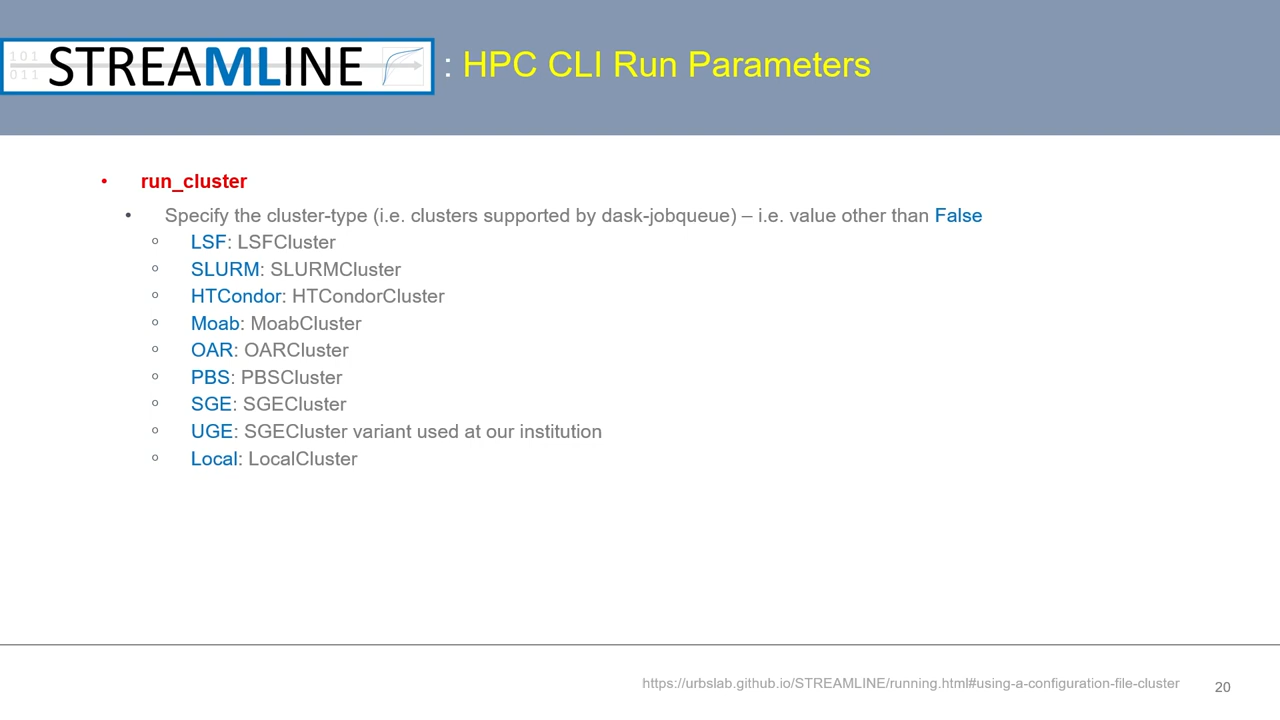 101
011
STREAMLINE : HPC CLI Run Parameters
• run_cluster
• Specify the cluster-type (i.e. clusters supported by dask-jobqueue) – i.e. value other than False
○ LSF: LSFCluster
○ SLURM: SLURMCluster
○ HTCondor: HTCondorCluster
○ Moab: MoabCluster
○ OAR: OARCluster
○ PBS: PBSCluster
○ SGE: SGECluster
○ UGE: SGECluster variant used at our institution
○ Local: LocalCluster
https://urbslab.github.io/STREAMLINE/running.html#using-a-configuration-file-cluster
20